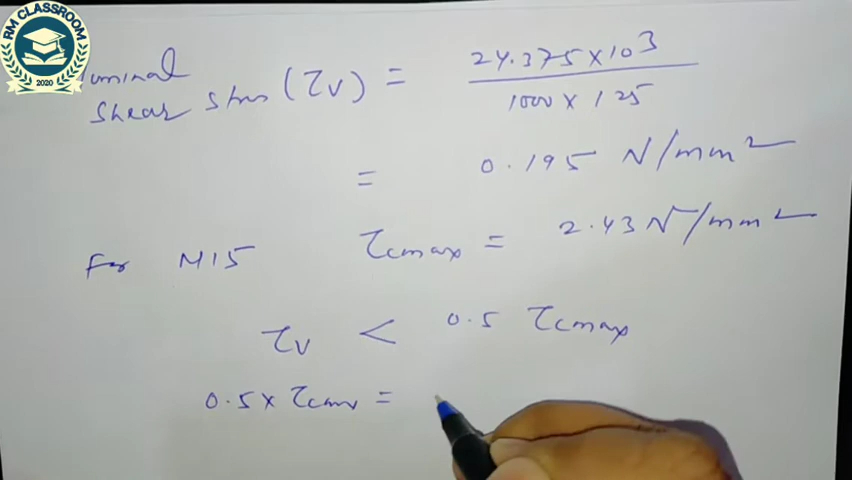 RM CLASSROOM
2020
ominal
Shear stress (τv) = 24.375 × 10³
1000 × 125
= 0.195 N/mm²
For M15 τcmax = 2.43 N/mm²
τv < 0.5 τcmax
0.5 × τcmax =